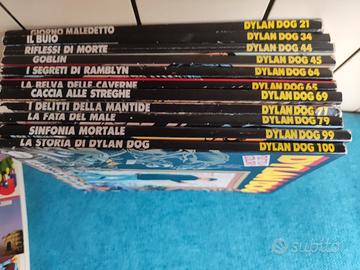 GIORNO MALEDETTO DYLAN DOG 21
IL BUIO DYLAN DOG 34
RIFLESSI DI MORTE DYLAN DOG 44
GOBLIN DYLAN DOG 45
I SEGRETI DI RAMBLYN DYLAN DOG 64
LA BELVA DELLE CAVERNE DYLAN DOG 65
CACCIA ALLE STREGHE DYLAN DOG 69
I DELITTI DELLA MANTIDE DYLAN DOG 71
LA FATA DEL MALE DYLAN DOG 79
SINFONIA MORTALE DYLAN DOG 99
LA STORIA DI DYLAN DOG DYLAN DOG 100
subito